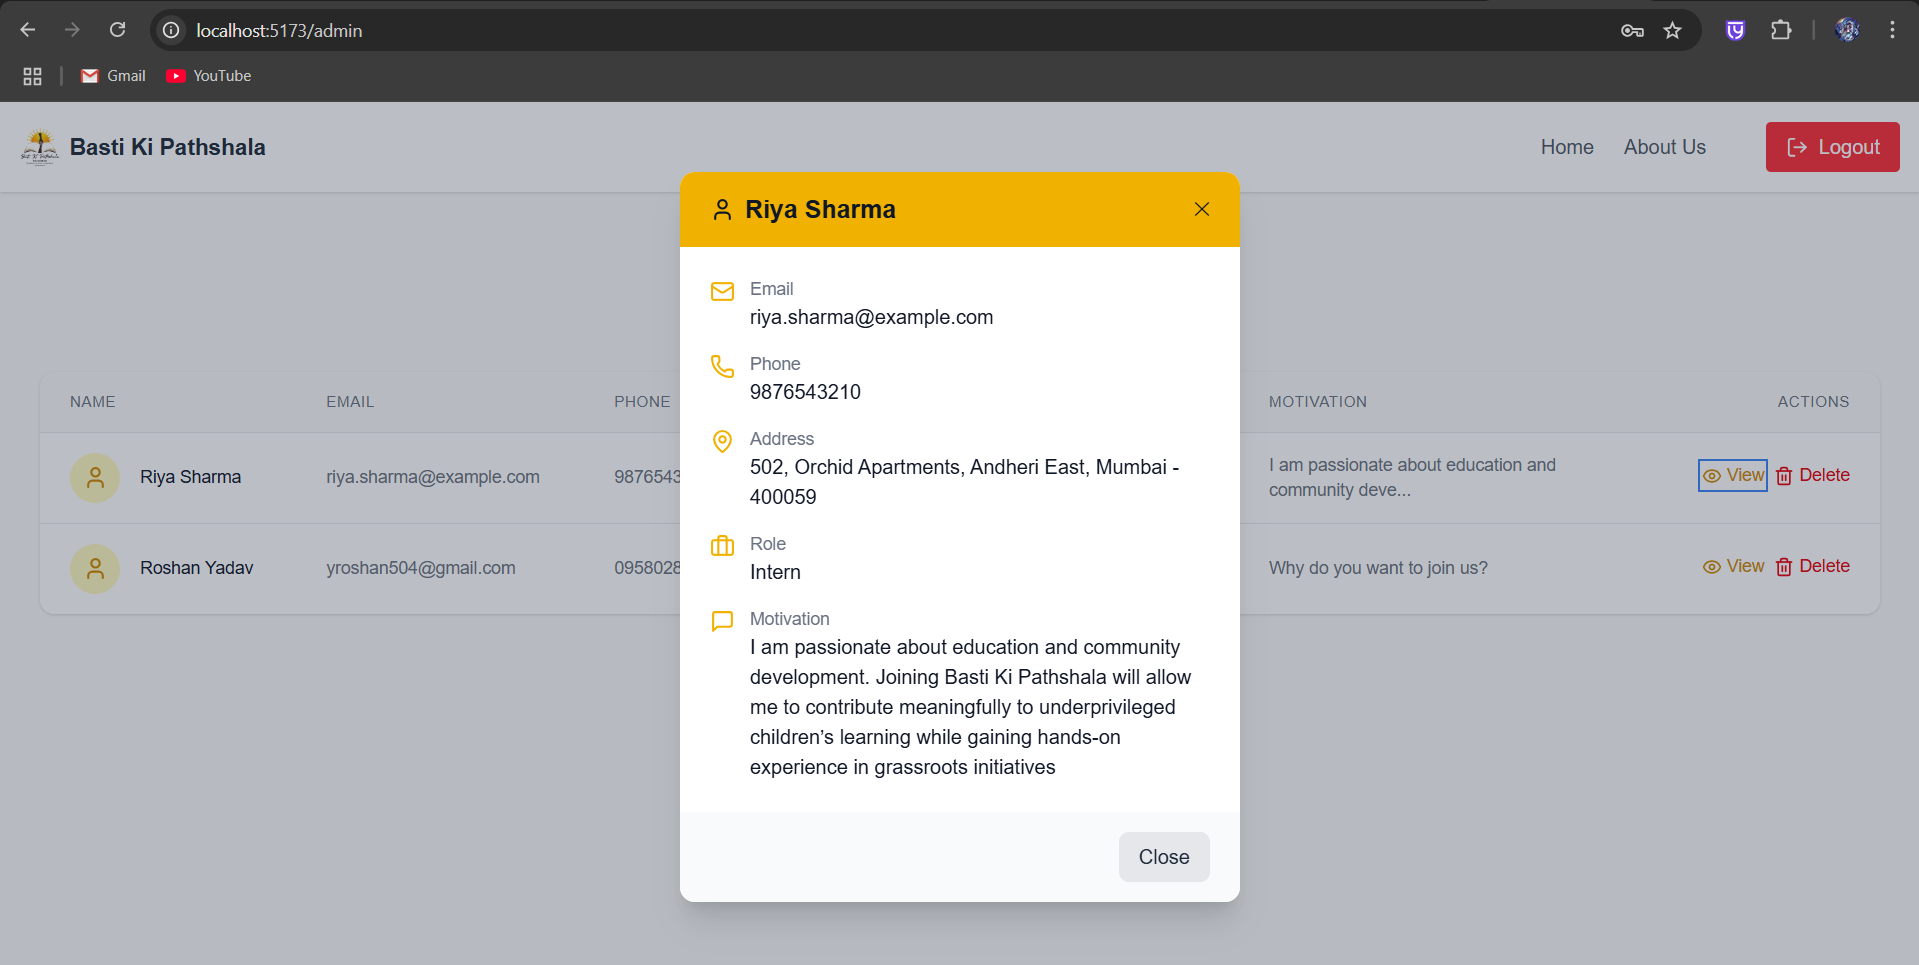 localhost:5173/admin
Gmail
YouTube
Basti Ki Pathshala
Home
About Us
Logout
Riya Sharma
Email
riya.sharma@example.com
Phone
9876543210
Address
502, Orchid Apartments, Andheri East, Mumbai -
400059
Role
Intern
Motivation
I am passionate about education and community
development. Joining Basti Ki Pathshala will allow
me to contribute meaningfully to underprivileged
children’s learning while gaining hands-on
experience in grassroots initiatives
Close
NAME
EMAIL
PHONE
MOTIVATION
ACTIONS
Riya Sharma
riya.sharma@example.com
9876543
I am passionate about education and
community deve...
View
Delete
Roshan Yadav
yroshan504@gmail.com
0958028
Why do you want to join us?
View
Delete